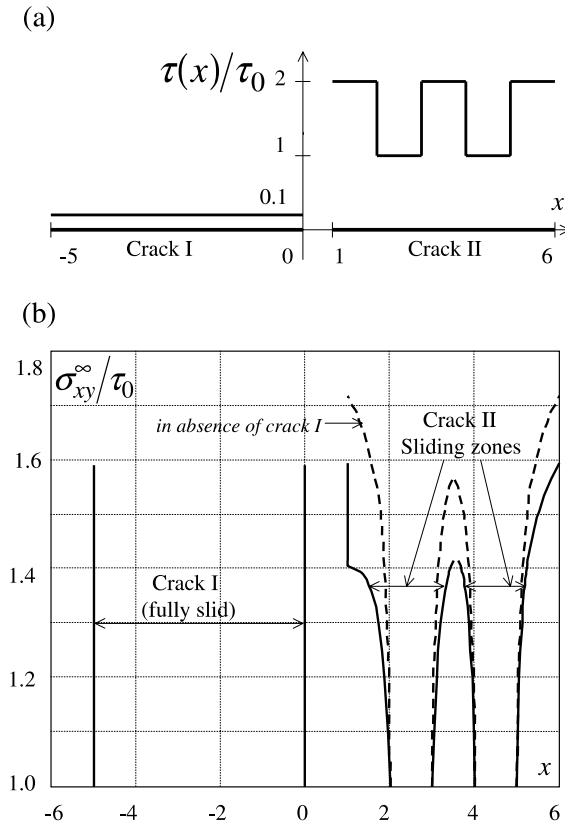 (a)
τ(x)/τ₀
2
1
0.1
x
Crack I
Crack II
-5
0
1
6
(b)
1.8
σ∞xy/τ₀
Crack II
in absence of crack I
Sliding zones
1.6
1.4
Crack I
(fully slid)
1.2
1.0
x
-6
-4
-2
0
2
4
6